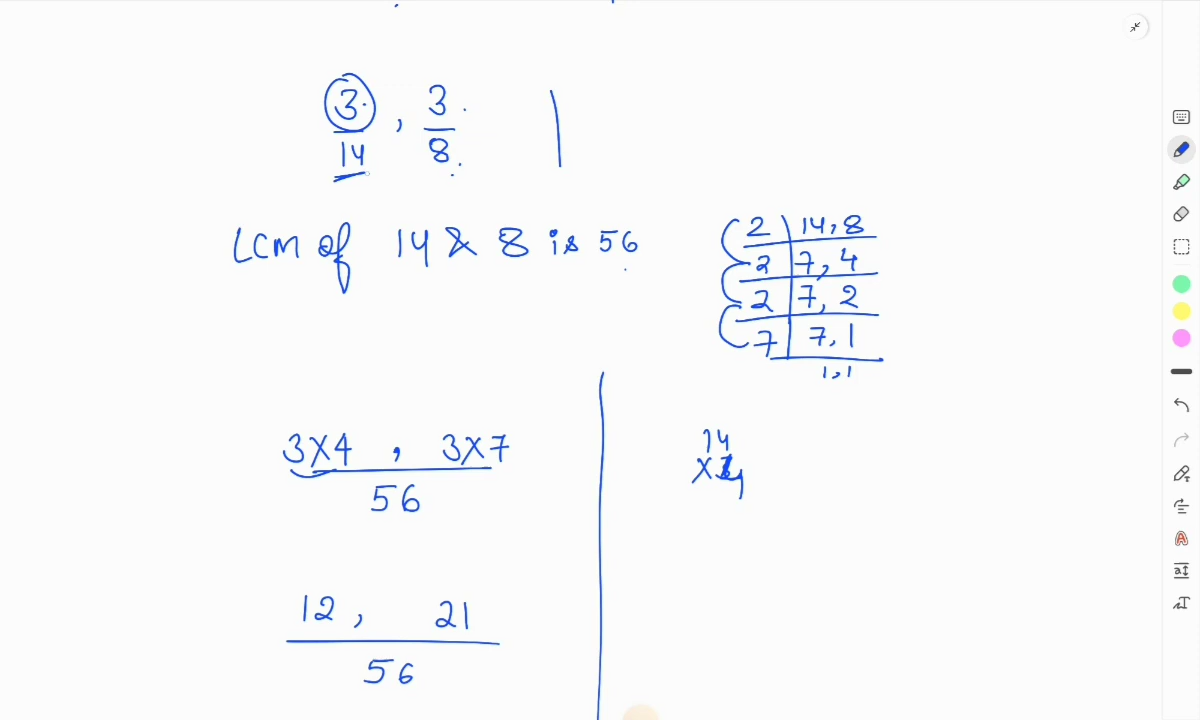 3/14 , 3/8
LCM of 14 & 8 is 56
2 | 14, 8
2 | 7, 4
2 | 7, 2
7 | 7, 1
1, 1
3X4 , 3X7
56
14
X
12 , 21
56